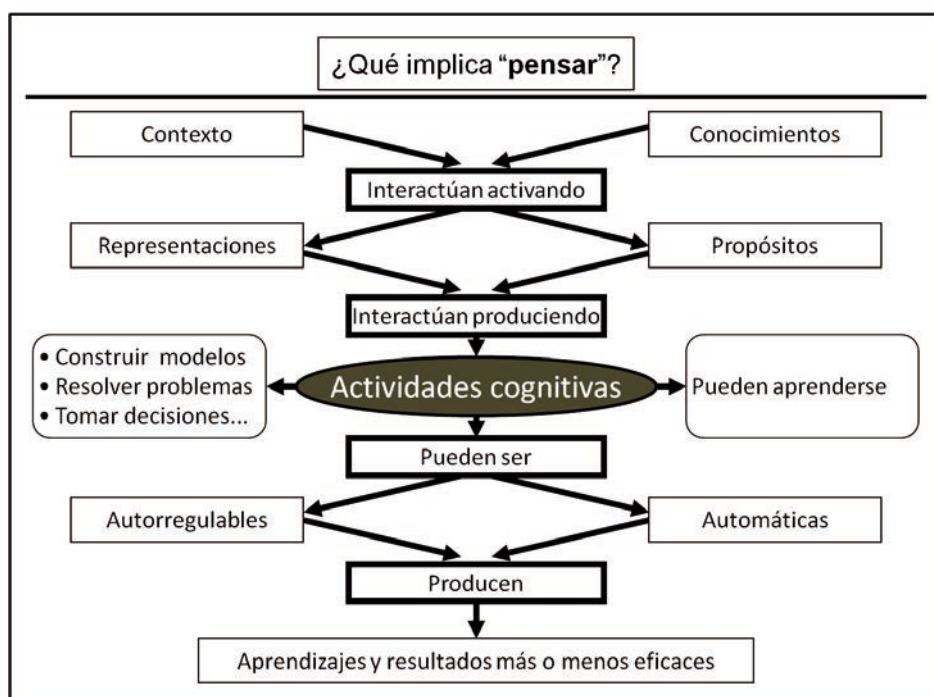 ¿Qué implica “pensar”?
Contexto
Conocimientos
Interactúan activando
Representaciones
Propósitos
Interactúan produciendo
• Construir modelos
• Resolver problemas
• Tomar decisiones...
Actividades cognitivas
Pueden aprenderse
Pueden ser
Autorregulables
Automáticas
Producen
Aprendizajes y resultados más o menos eficaces